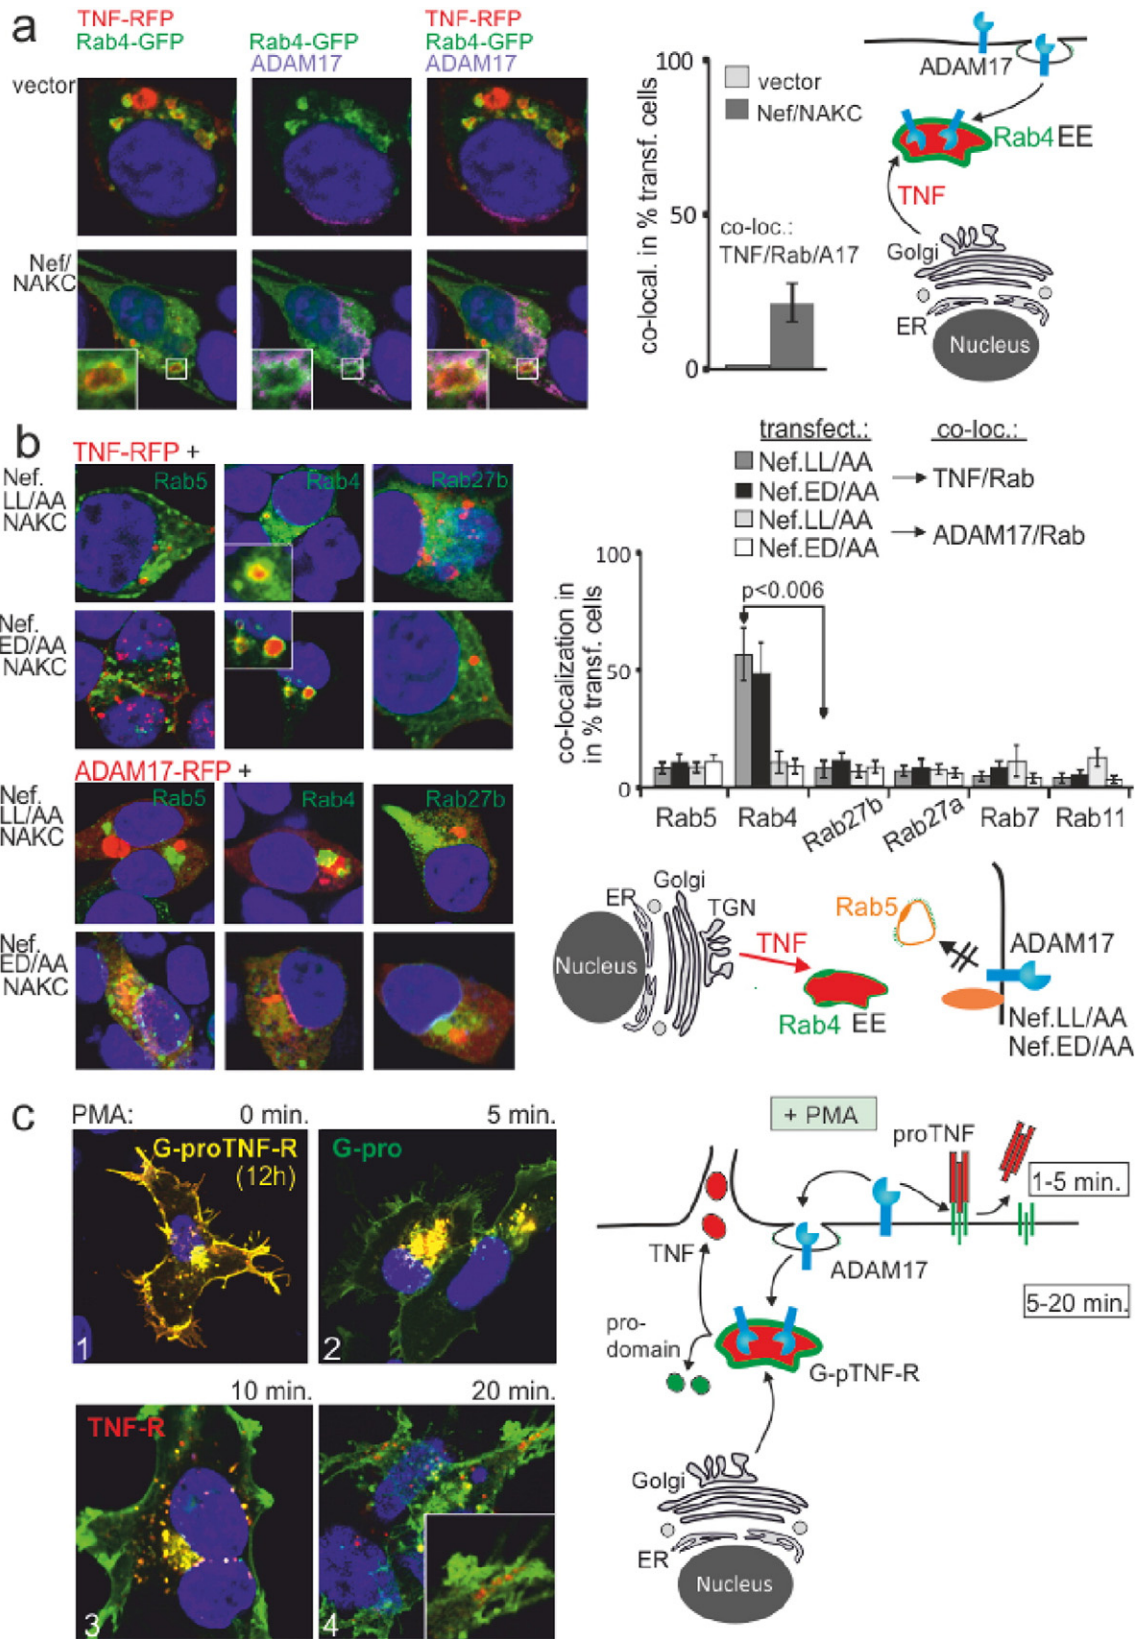 a
TNF-RFP
Rab4-GFP
Rab4-GFP
ADAM17
TNF-RFP
Rab4-GFP
ADAM17
vector
Nef/
NAKC
co-local. in % transf. cells
100
50
0
vector
Nef/NAKC
co-loc.:
TNF/Rab/A17
ADAM17
Rab4 EE
TNF
Golgi
ER
Nucleus
b
TNF-RFP +
Nef.
LL/AA
NAKC
Rab5
Rab4
Rab27b
Nef.
ED/AA
NAKC
ADAM17-RFP +
Nef.
LL/AA
NAKC
Rab5
Rab4
Rab27b
Nef.
ED/AA
NAKC
transfect.:
co-loc.:
Nef.LL/AA
Nef.ED/AA
TNF/Rab
Nef.LL/AA
Nef.ED/AA
ADAM17/Rab
co-localization in
% transf. cells
100
50
0
p<0.006
Rab5
Rab4
Rab27b
Rab27a
Rab7
Rab11
ER
Golgi
TGN
Nucleus
TNF
Rab4 EE
Rab5
ADAM17
Nef.LL/AA
Nef.ED/AA
c
PMA:
0 min.
5 min.
G-proTNF-R
(12h)
1
G-pro
2
10 min.
20 min.
TNF-R
3
4
+ PMA
proTNF
1-5 min.
TNF
ADAM17
5-20 min.
pro-
domain
G-pTNF-R
Golgi
ER
Nucleus